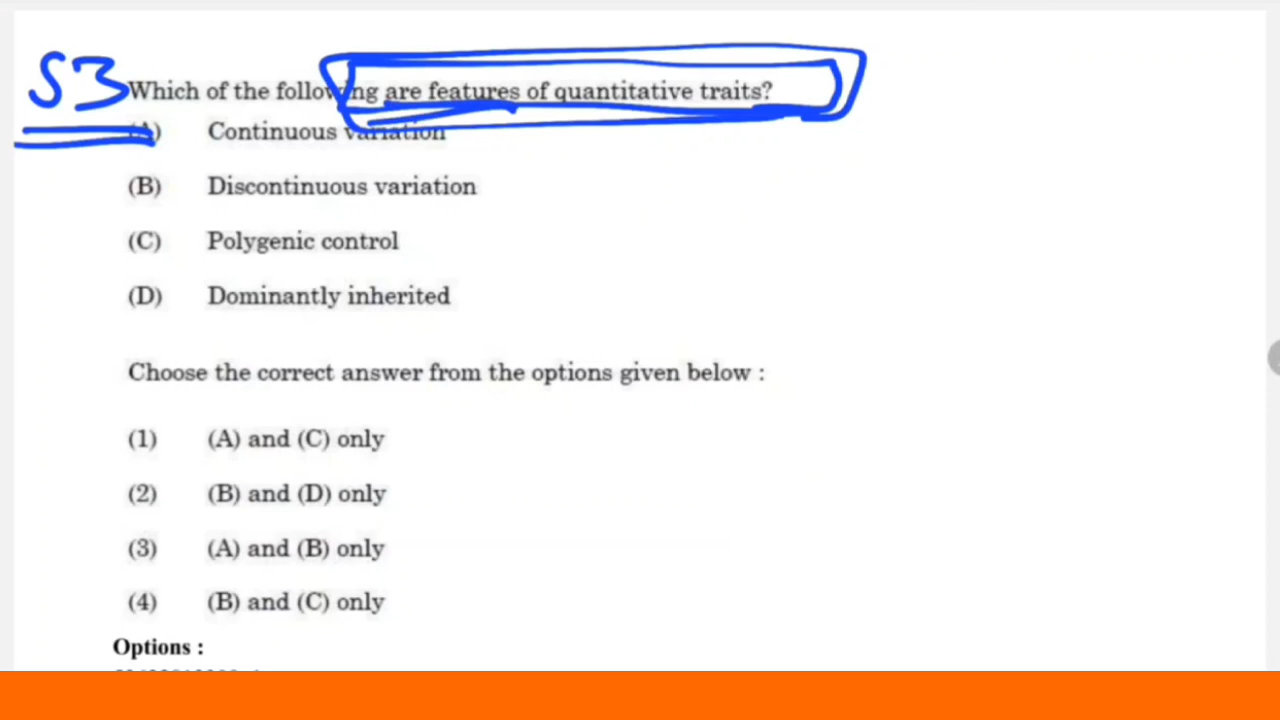 S3
Which of the following are features of quantitative traits?
(A) Continuous variation
(B) Discontinuous variation
(C) Polygenic control
(D) Dominantly inherited
Choose the correct answer from the options given below :
(1) (A) and (C) only
(2) (B) and (D) only
(3) (A) and (B) only
(4) (B) and (C) only
Options :